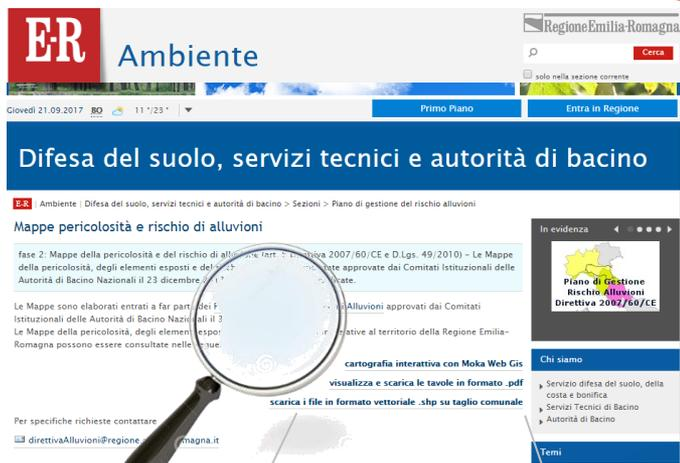 E-R
Ambiente
RegioneEmilia-Romagna
Cerca
solo nella sezione corrente
Giovedì 21.09.2017 BO 11°/23°
Primo Piano
Entra in Regione
Difesa del suolo, servizi tecnici e autorità di bacino
E-R | Ambiente | Difesa del suolo, servizi tecnici e autorità di bacino > Sezioni > Piano di gestione del rischio alluvioni
Mappe pericolosità e rischio di alluvioni
fase 2: Mappe della pericolosità e del rischio di 2007/60/CE e D.Lgs. 49/2010) - Le Mappe
della pericolosità, degli elementi esposti e del approvate dai Comitati Istituzionali delle
Autorità di Bacino Nazionali il 23 dicembre
Le Mappe sono elaborati entrati a far parte dei Alluvioni approvati dai Comitati
Istituzionali delle Autorità di Bacino Nazionali il
Le Mappe della pericolosità, degli elementi al territorio della Regione Emilia-
Romagna possono essere consultate nelle
cartografia interattiva con Moka Web Gis
visualizza e scarica le tavole in formato .pdf
scarica i file in formato vettoriale .shp su taglio comunale
Per specifiche richieste contattare
direttivaAlluvioni@regione.
In evidenza
Piano di Gestione
Rischio Alluvioni
Direttiva 2007/60/CE
Chi siamo
Servizio difesa del suolo, della
costa e bonifica
Servizi Tecnici di Bacino
Autorità di Bacino
Temi